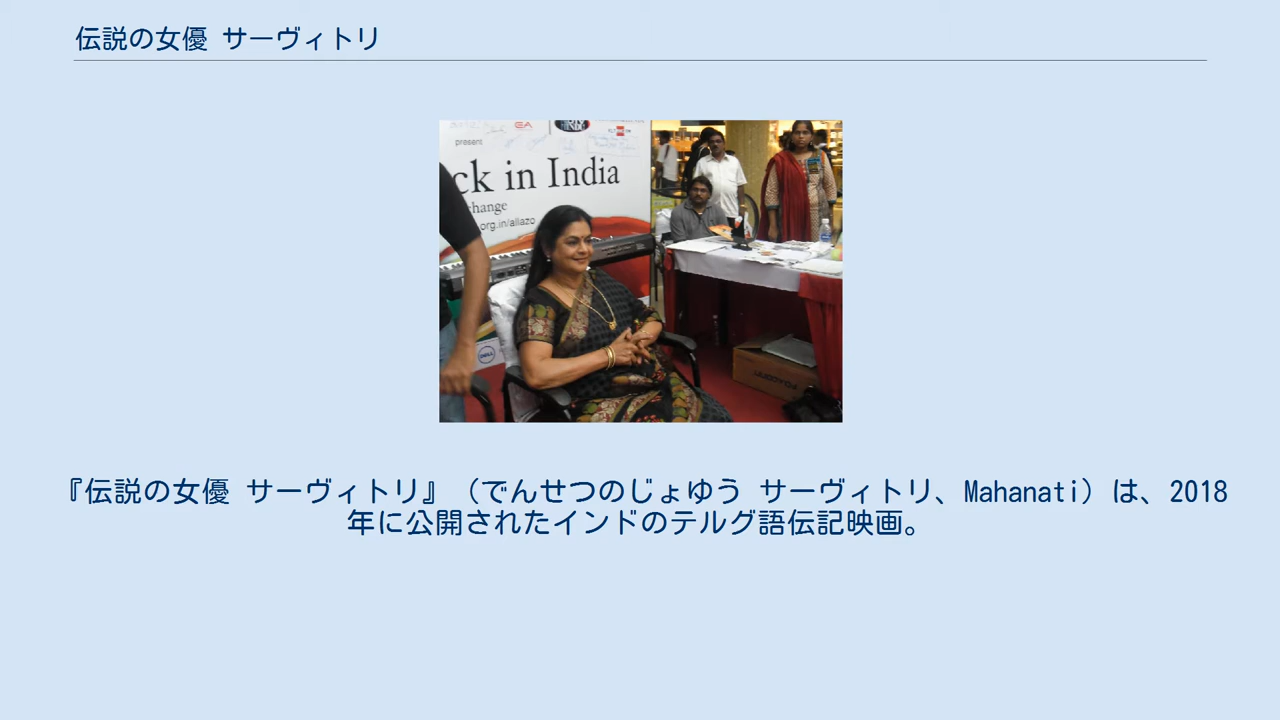 伝説の女優 サーヴィトリ
present
ck in India
change
org.in/allazo
DELL
FOXCONN
『伝説の女優 サーヴィトリ』（でんせつのじょゆう サーヴィトリ、Mahanati）は、2018
年に公開されたインドのテルグ語伝記映画。